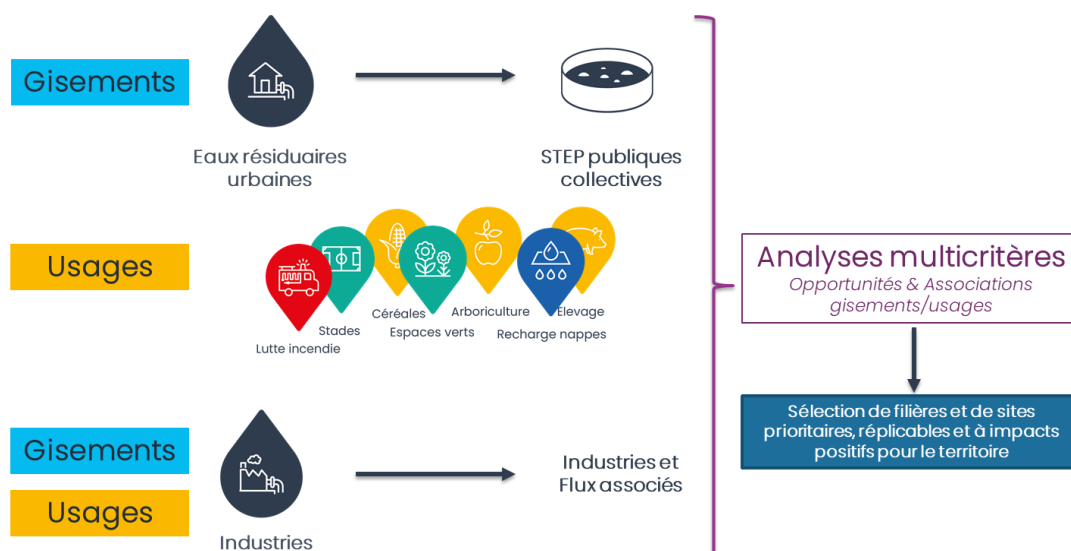 Gisements
Eaux résiduaires
urbaines
STEP publiques
collectives
Usages
Lutte incendie
Stades
Céréales
Espaces verts
Arboriculture
Recharge nappes
Elevage
Gisements
Usages
Industries
Industries et
Flux associés
Analyses multicritères
Opportunités & Associations
gisements/usages
Sélection de filières et de sites
prioritaires, réplicables et à impacts
positifs pour le territoire